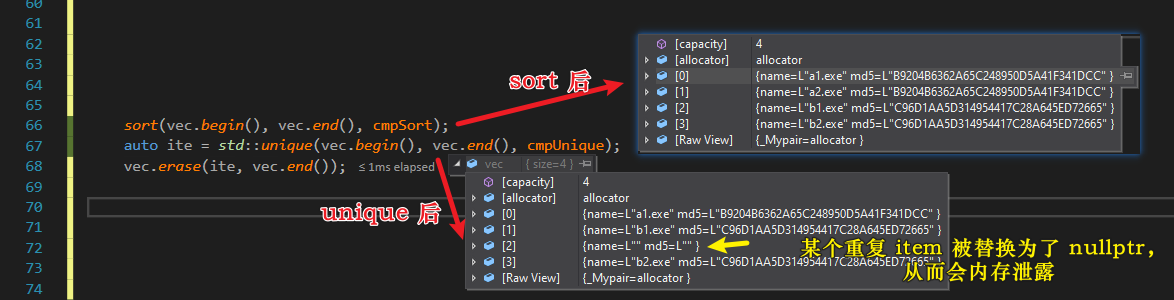 60
61
62
63
64
65
66 sort(vec.begin(), vec.end(), cmpSort);
67 auto ite = std::unique(vec.begin(), vec.end(), cmpUnique);
68 vec.erase(ite, vec.end()); ≤1ms elapsed
69
70
71
72
73
74
sort 后
[capacity] 4
[allocator] allocator
[0] {name=L"a1.exe" md5=L"B9204B6362A65C248950D5A41F341DCC" }
[1] {name=L"a2.exe" md5=L"B9204B6362A65C248950D5A41F341DCC" }
[2] {name=L"b1.exe" md5=L"C96D1AA5D314954417C28A645ED72665" }
[3] {name=L"b2.exe" md5=L"C96D1AA5D314954417C28A645ED72665" }
[Raw View] {_Mypair=allocator }
unique 后
vec { size=4 }
[capacity] 4
[allocator] allocator
[0] {name=L"a1.exe" md5=L"B9204B6362A65C248950D5A41F341DCC" }
[1] {name=L"b1.exe" md5=L"C96D1AA5D314954417C28A645ED72665" }
[2] {name=L"" md5=L"" }
[3] {name=L"b2.exe" md5=L"C96D1AA5D314954417C28A645ED72665" }
[Raw View] {_Mypair=allocator }
某个重复 item 被替换为了 nullptr,
从而会内存泄露